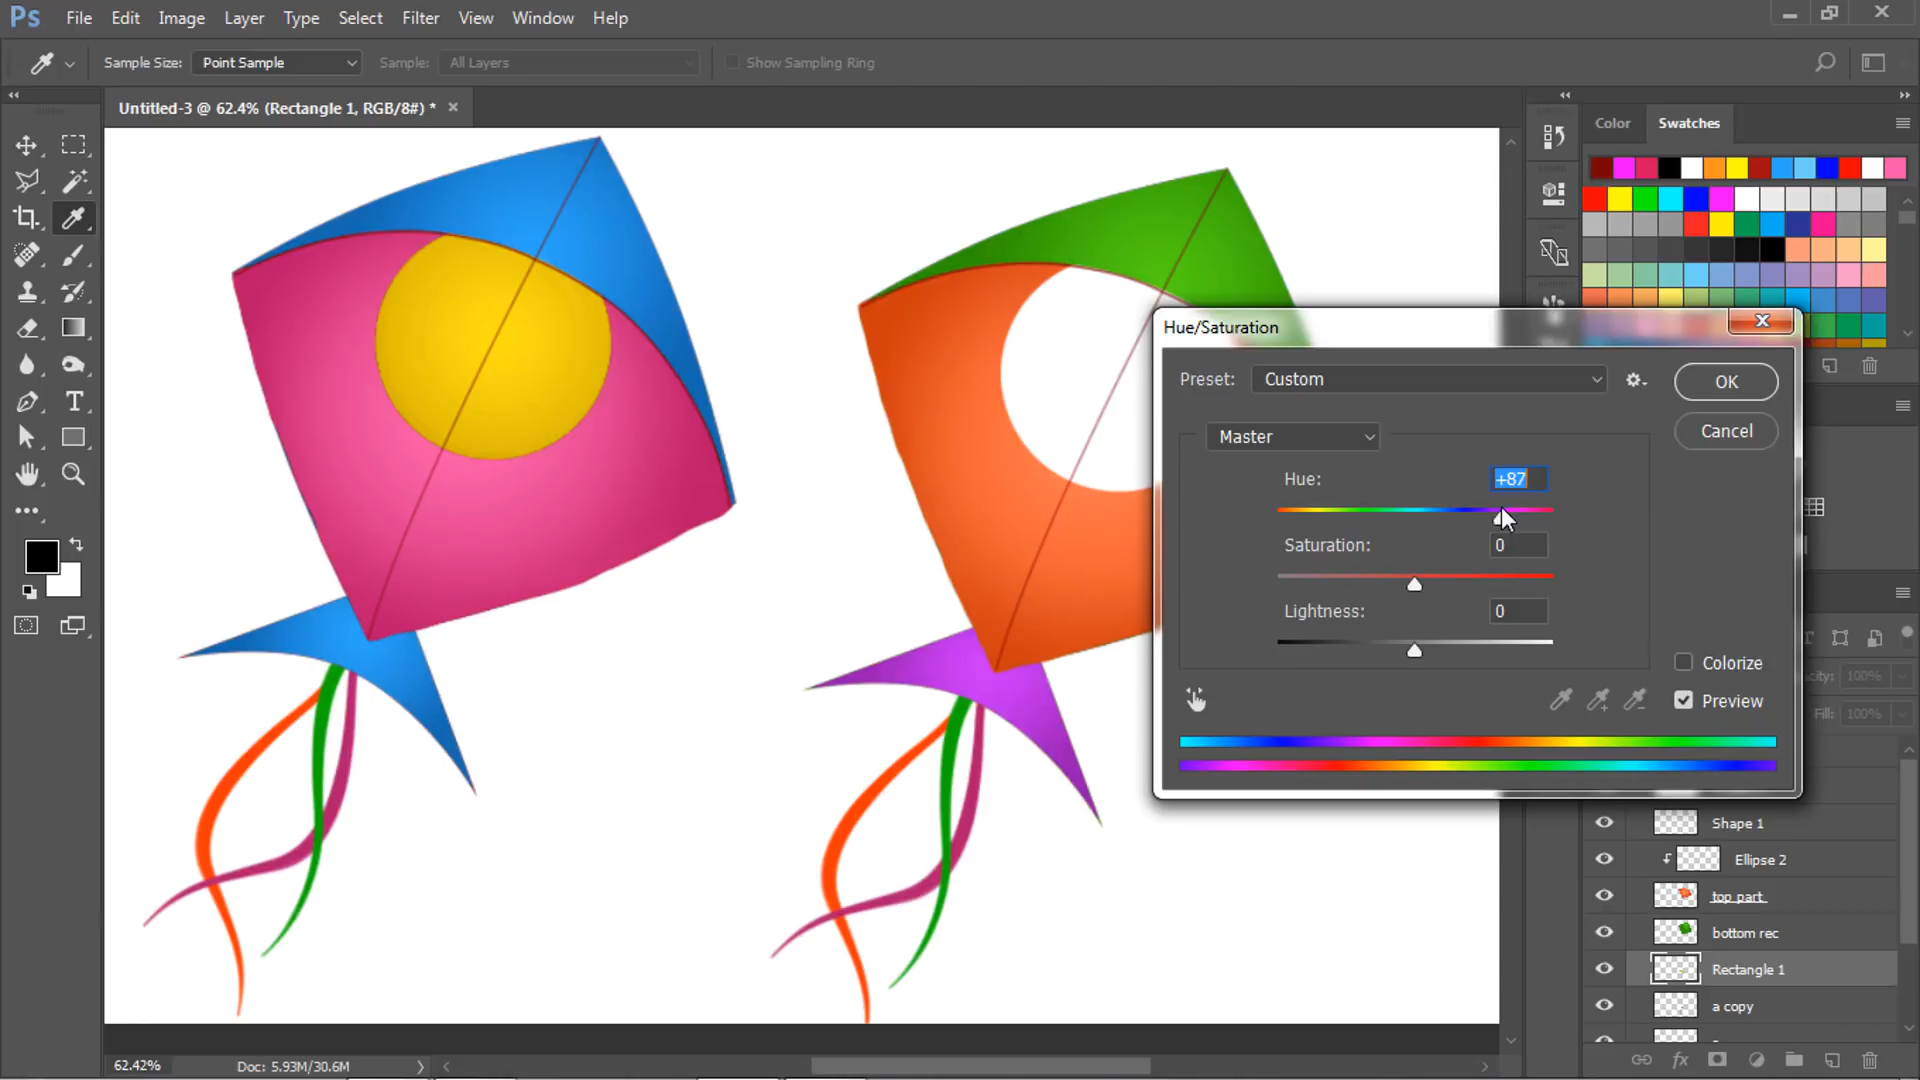 Ps File Edit Image Layer Type Select Filter View Window Help
Sample Size: Point Sample Sample: All Layers Show Sampling Ring
Untitled-3 @ 62.4% (Rectangle 1, RGB/8#) *
Color Swatches
Hue/Saturation
Preset: Custom
OK
Cancel
Master
Hue: +87
Saturation: 0
Lightness: 0
Colorize
Preview
100%
Fill: 100%
Shape 1
Ellipse 2
top part
bottom rec
Rectangle 1
a copy
62.42% Doc: 5.93M/30.6M